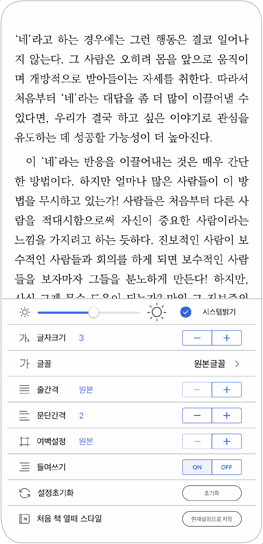 ‘네’라고 하는 경우에는 그런 행동은 결코 일어나
지 않는다. 그 사람은 오히려 몸을 앞으로 움직이
며 개방적으로 받아들이는 자세를 취한다. 따라서
처음부터 ‘네’라는 대답을 좀 더 많이 이끌어낼 수
있다면, 우리가 결국 하고 싶은 이야기로 관심을
유도하는 데 성공할 가능성이 더 높아진다.
이 ‘네’라는 반응을 이끌어내는 것은 매우 간단
한 방법이다. 하지만 얼마나 많은 사람들이 이 방
법을 무시하고 있는가! 사람들은 처음부터 다른 사
람을 적대시함으로써 자신이 중요한 사람이라는
느낌을 가지려고 하는 듯하다. 진보적인 사람이 보
수적인 사람들과 회의를 하게 되면 보수적인 사람
들을 보자마자 그들을 분노하게 만든다! 하지만,
시스템밝기
가 글자크기 3 − +
가 글꼴 원본글꼴 >
줄간격 원본 − +
문단간격 2 − +
여백설정 원본 − +
들여쓰기 ON OFF
설정초기화 초기화
처음 책 열때 스타일 현재설정으로 저장